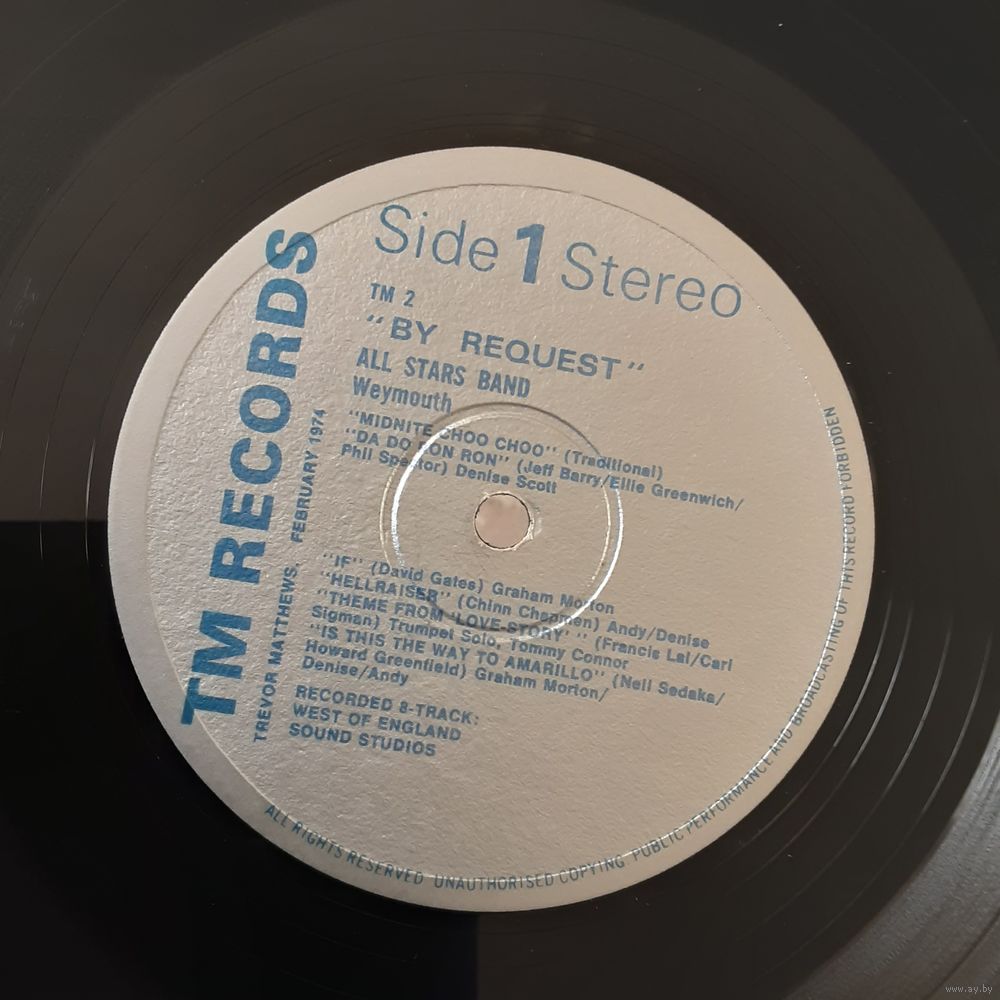 Side 1 Stereo
TM 2
"BY REQUEST"
ALL STARS BAND
Weymouth
"MIDNITE CHOO CHOO" (Traditional)
"DA DO RON RON" (Jeff Barry/Ellie Greenwich/
Phil Spector) Denise Scott
"IF" (David Gates) Graham Morton
"HELLRAISER" (Chinn Chapman) Andy/Denise
"THEME FROM 'LOVE-STORY' " (Francis Lai/Carl
Sigman) Trumpet Solo, Tommy Connor
"IS THIS THE WAY TO AMARILLO" (Neil Sedaka/
Howard Greenfield) Graham Morton/
Denise/Andy
RECORDED 8-TRACK:
WEST OF ENGLAND
SOUND STUDIOS
TM RECORDS
TREVOR MATTHEWS, FEBRUARY 1974
ALL RIGHTS RESERVED UNAUTHORISED COPYING PUBLIC PERFORMANCE AND BROADCASTING OF THIS RECORD FORBIDDEN
www.ay.by